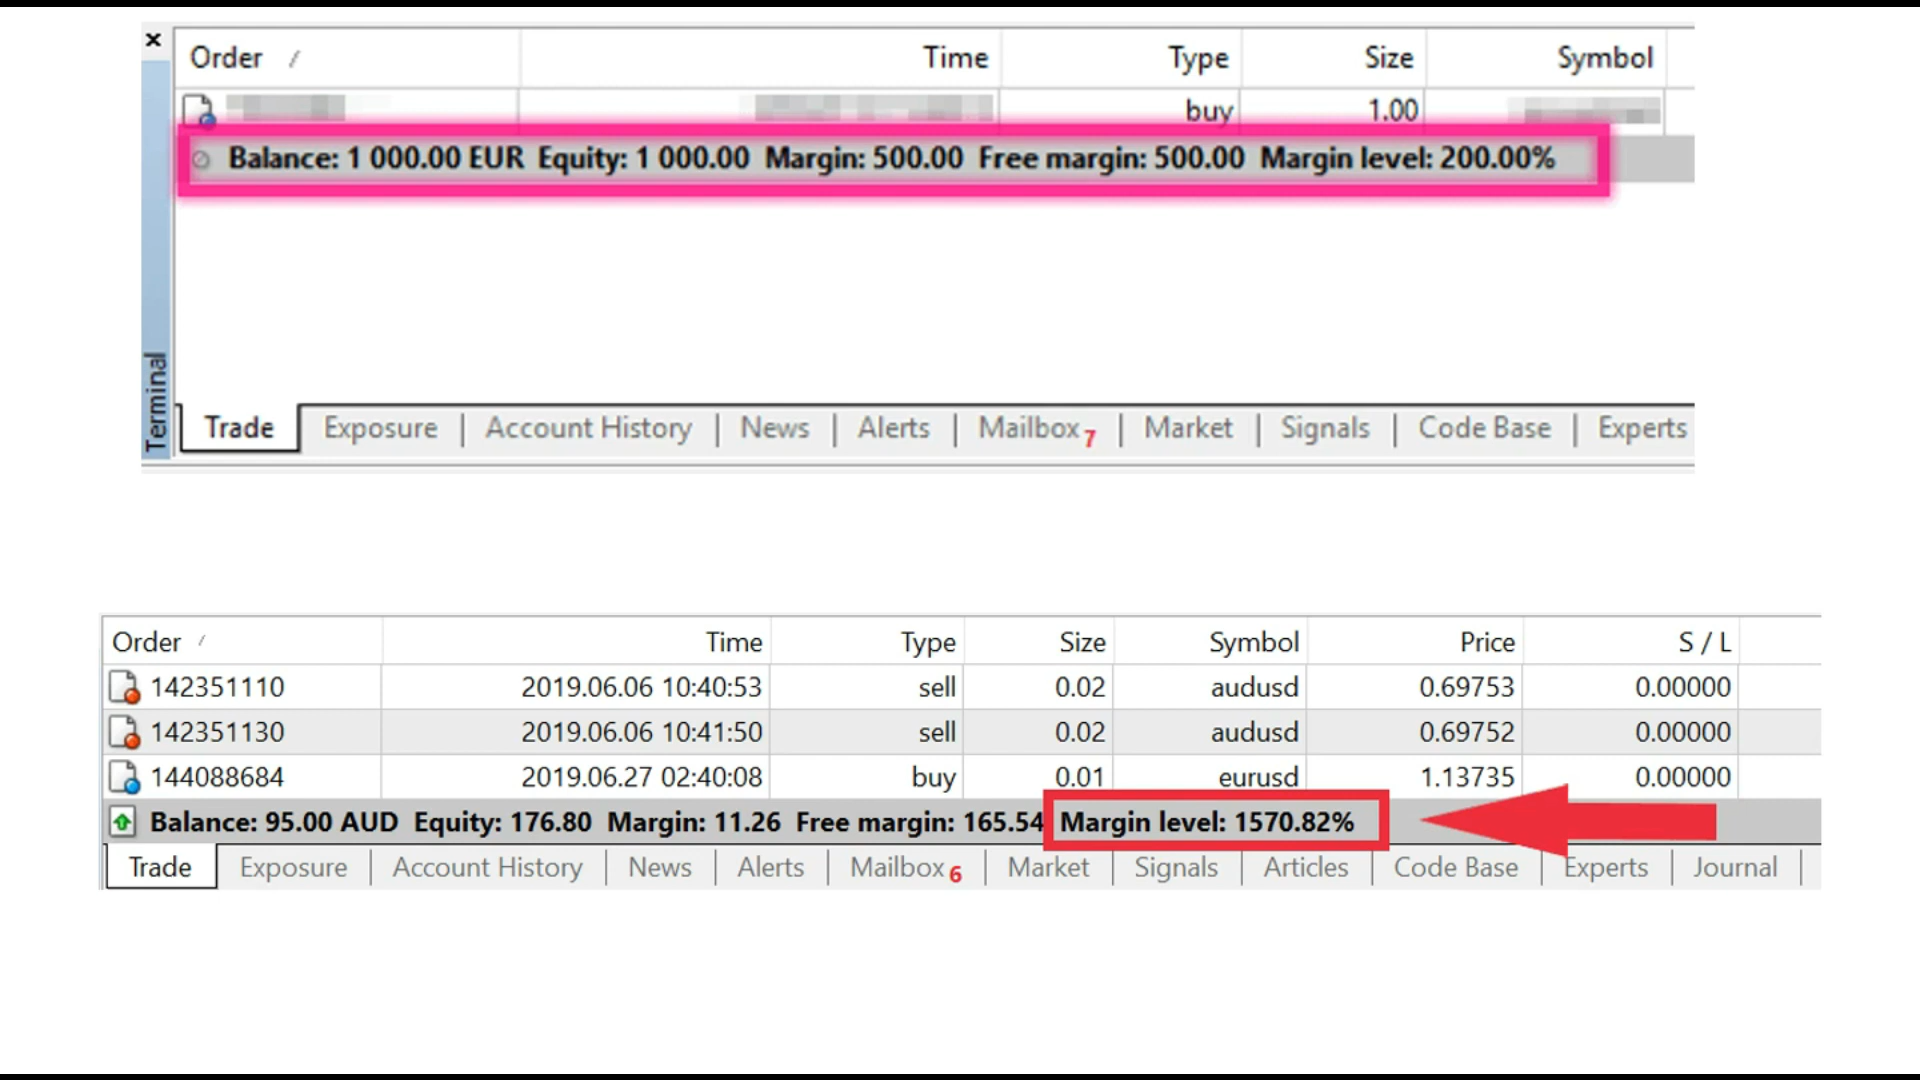 Order / Time Type Size Symbol
buy 1.00
Balance: 1 000.00 EUR Equity: 1 000.00 Margin: 500.00 Free margin: 500.00 Margin level: 200.00%
Terminal
Trade Exposure | Account History | News | Alerts | Mailbox 7 | Market | Signals | Code Base | Experts
Order / Time Type Size Symbol Price S / L
142351110 2019.06.06 10:40:53 sell 0.02 audusd 0.69753 0.00000
142351130 2019.06.06 10:41:50 sell 0.02 audusd 0.69752 0.00000
144088684 2019.06.27 02:40:08 buy 0.01 eurusd 1.13735 0.00000
Balance: 95.00 AUD Equity: 176.80 Margin: 11.26 Free margin: 165.54 Margin level: 1570.82%
Trade Exposure | Account History | News | Alerts | Mailbox 6 | Market | Signals | Articles | Code Base | Experts | Journal |